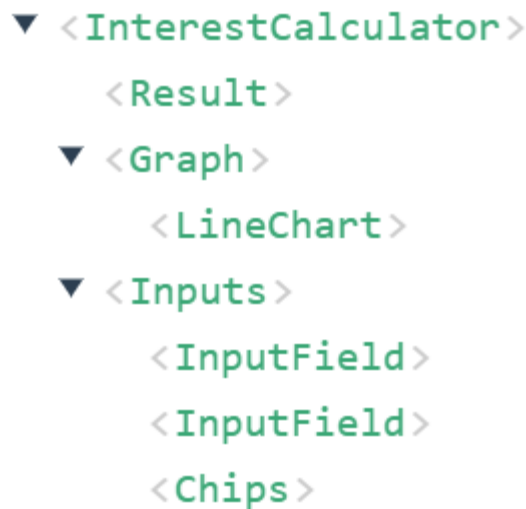 <InterestCalculator>
<Result>
<Graph>
<LineChart>
<Inputs>
<InputField>
<InputField>
<Chips>